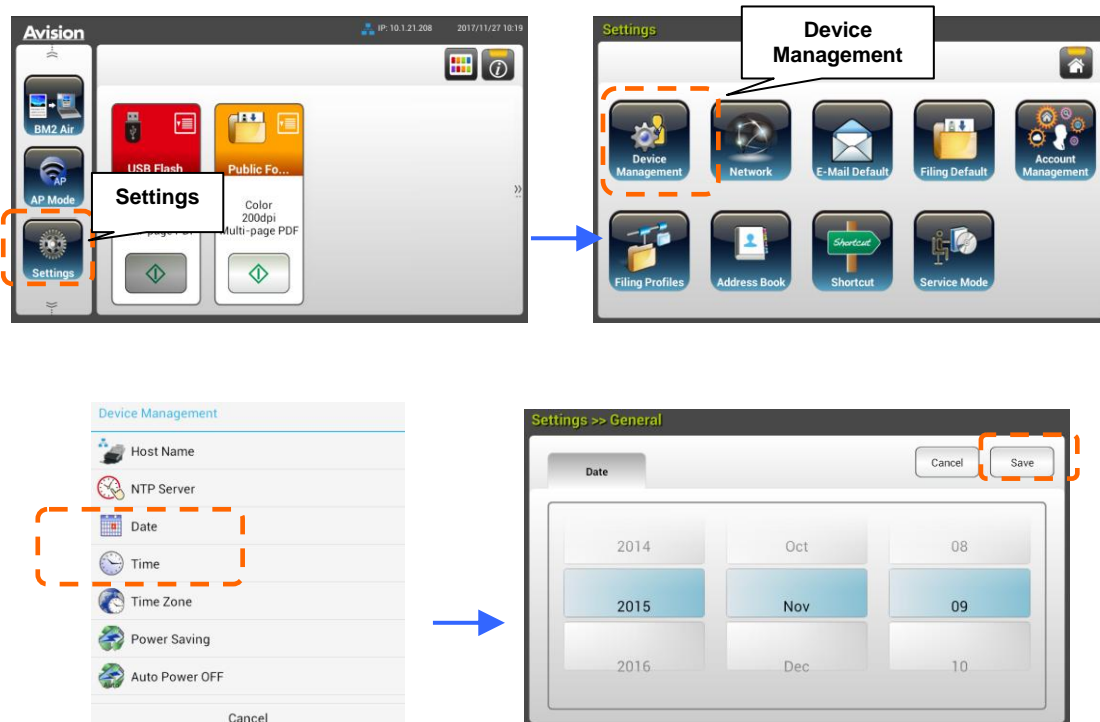 Avision
IP: 10.1.21.208
2017/11/27 10:19
BM2 Air
AP
AP Mode
Settings
USB Flash
Public Fo...
Settings
Color
200dpi
Multi-page PDF
Settings
Device
Management
Device
Management
Network
E-Mail Default
Filing Default
Account
Management
Filing Profiles
Address Book
Shortcut
Shortcut
Service Mode
Device Management
Host Name
NTP Server
Date
Time
Time Zone
Power Saving
Auto Power OFF
Cancel
Settings >> General
Date
Cancel
Save
2014 Oct 08
2015 Nov 09
2016 Dec 10